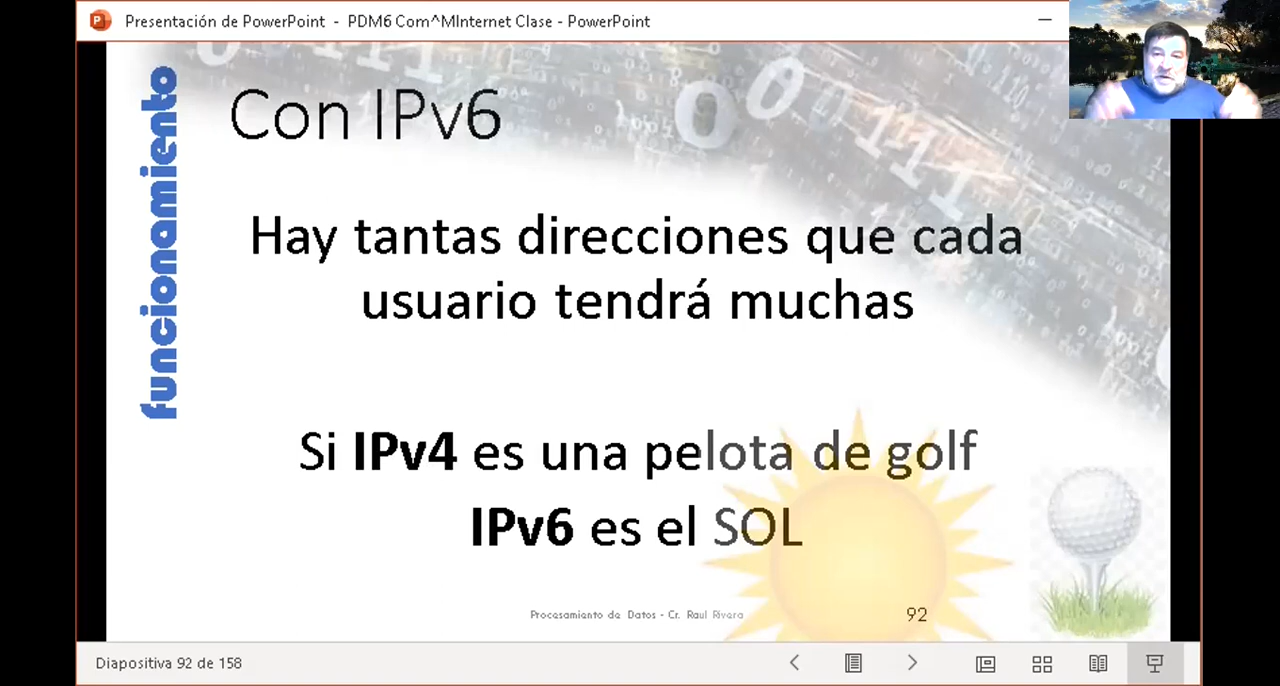 Presentación de PowerPoint - PDM6 Com^MInternet Clase - PowerPoint
funcionamiento
Con IPv6
Hay tantas direcciones que cada
usuario tendrá muchas
Si IPv4 es una pelota de golf
IPv6 es el SOL
Procesamiento de Datos - Cr. Raul Rivera
92
Diapositiva 92 de 158